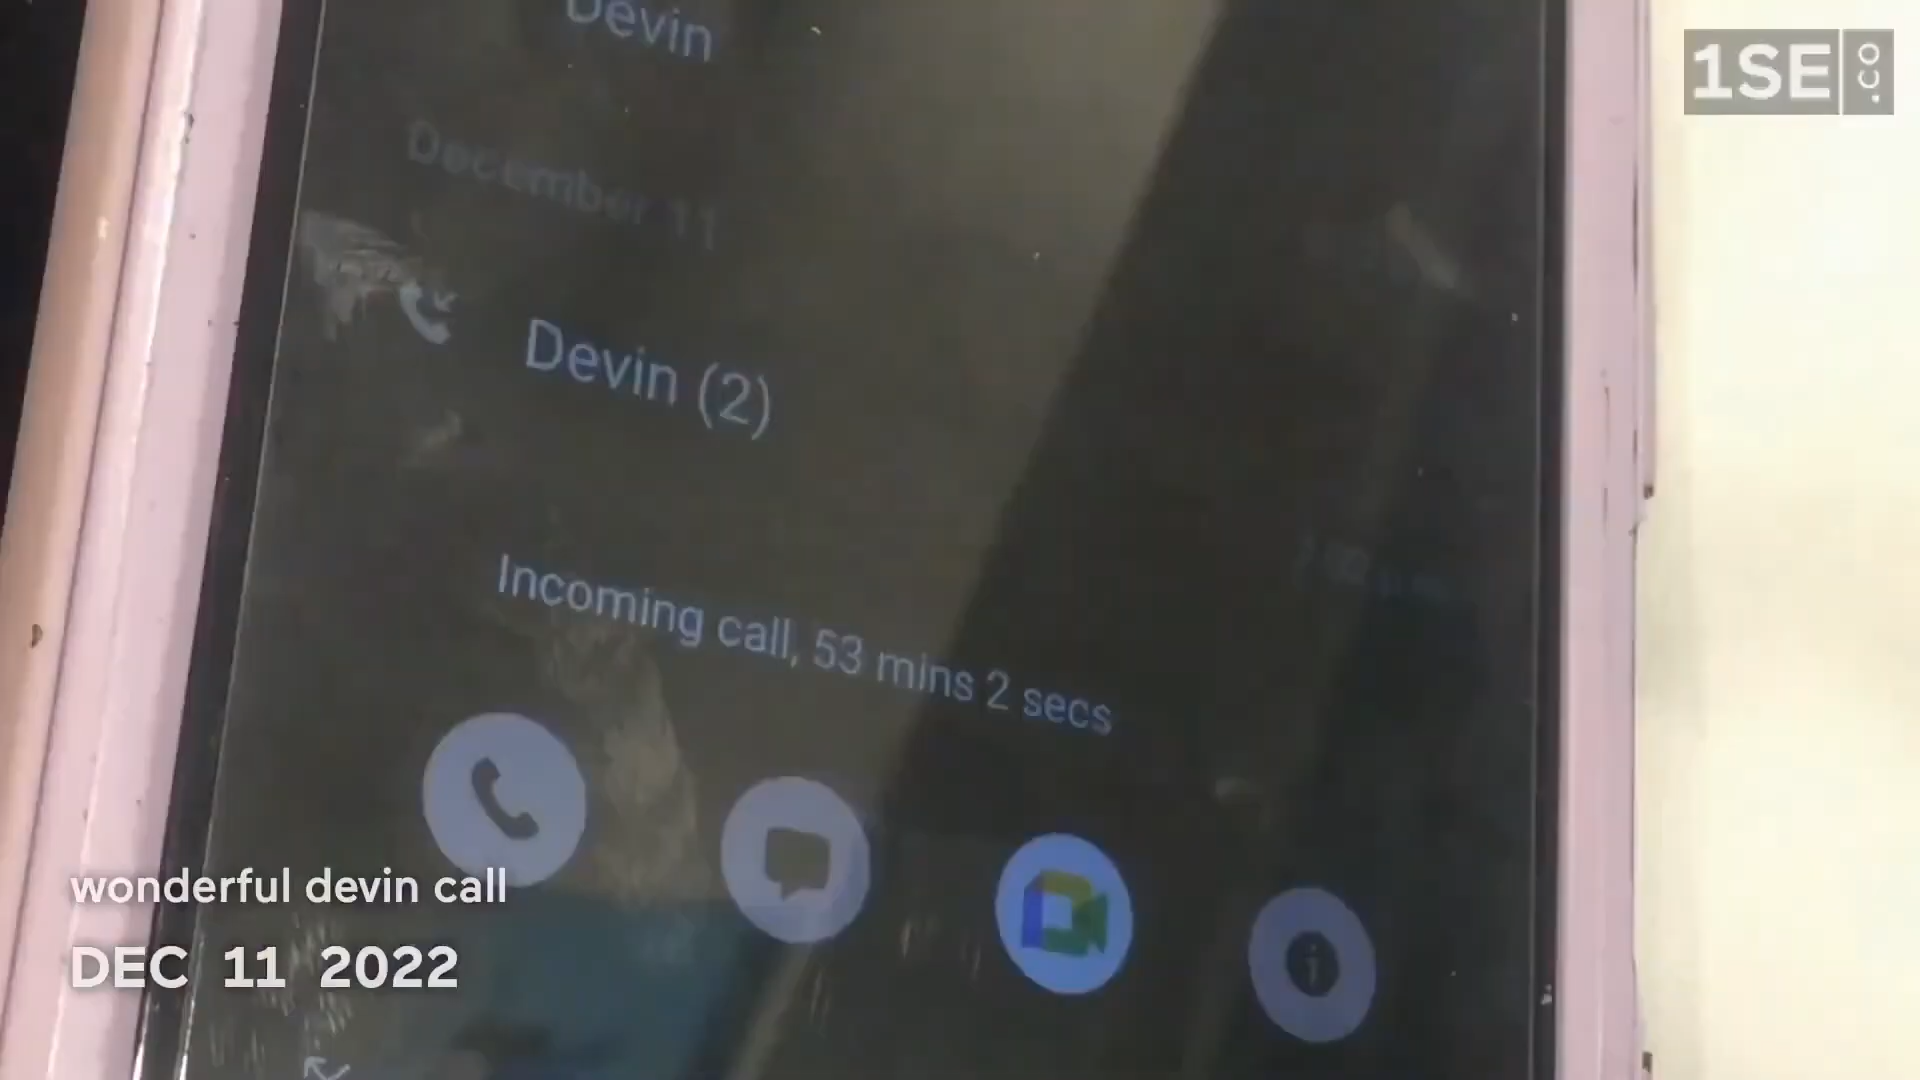 1SE .co
Devin
December 11
Devin (2)
Incoming call, 53 mins 2 secs
wonderful devin call
DEC 11 2022